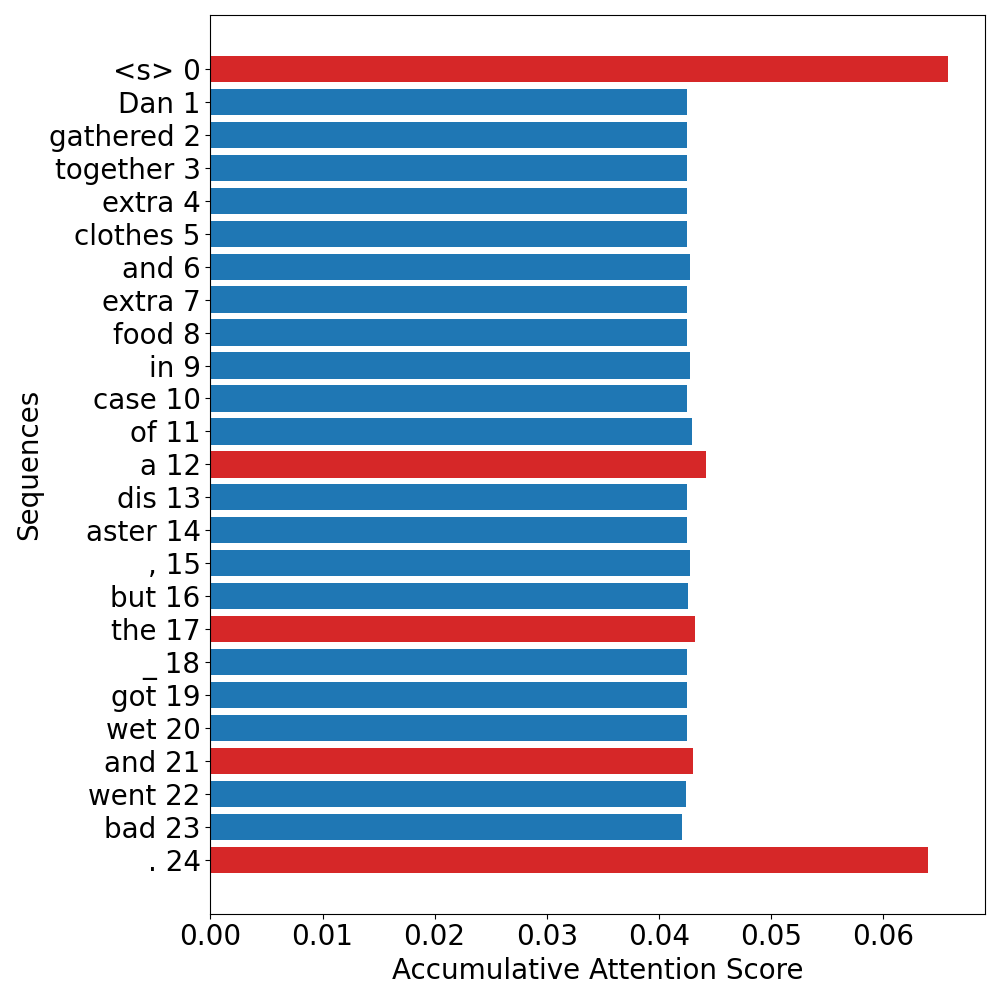 <s> 0
Dan 1
gathered 2
together 3
extra 4
clothes 5
and 6
extra 7
food 8
in 9
case 10
of 11
a 12
dis 13
aster 14
, 15
but 16
the 17
_ 18
got 19
wet 20
and 21
went 22
bad 23
. 24
Sequences
0.00 0.01 0.02 0.03 0.04 0.05 0.06
Accumulative Attention Score